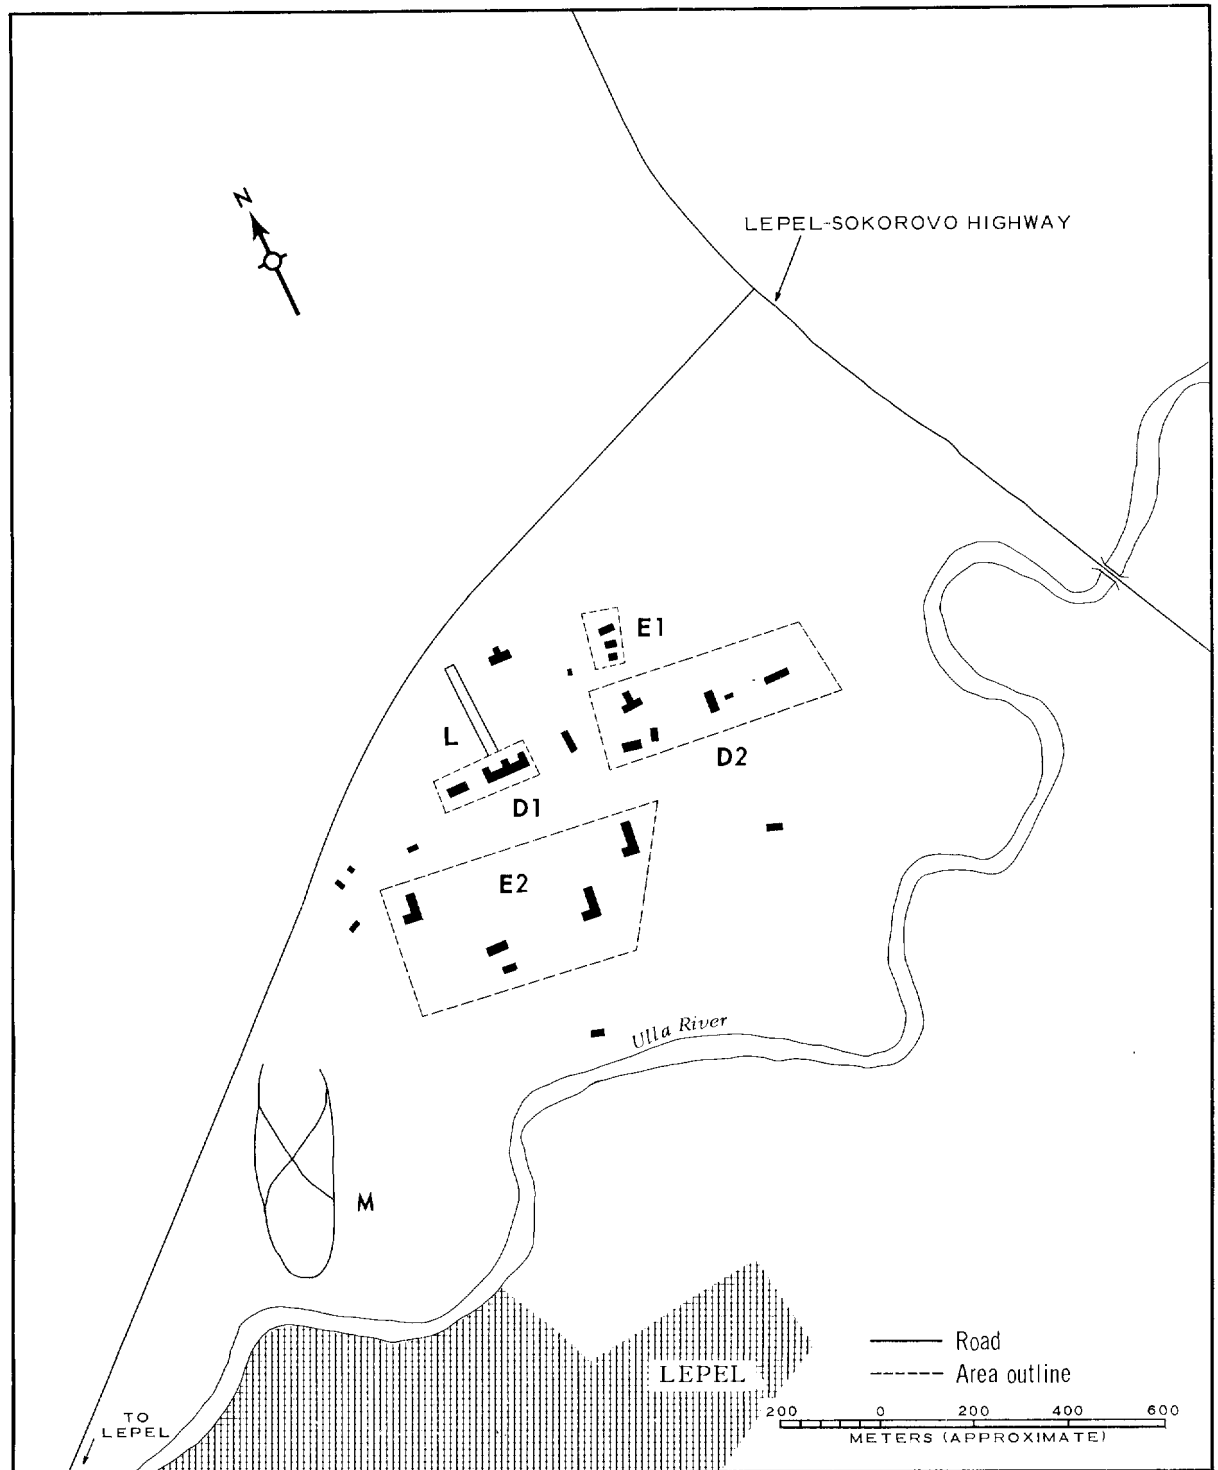 N
LEPEL-SOKOROVO HIGHWAY
E1
L
D2
D1
E2
Ulla River
M
Road
LEPEL
Area outline
TO
LEPEL
200 0 200 400 600
METERS (APPROXIMATE)